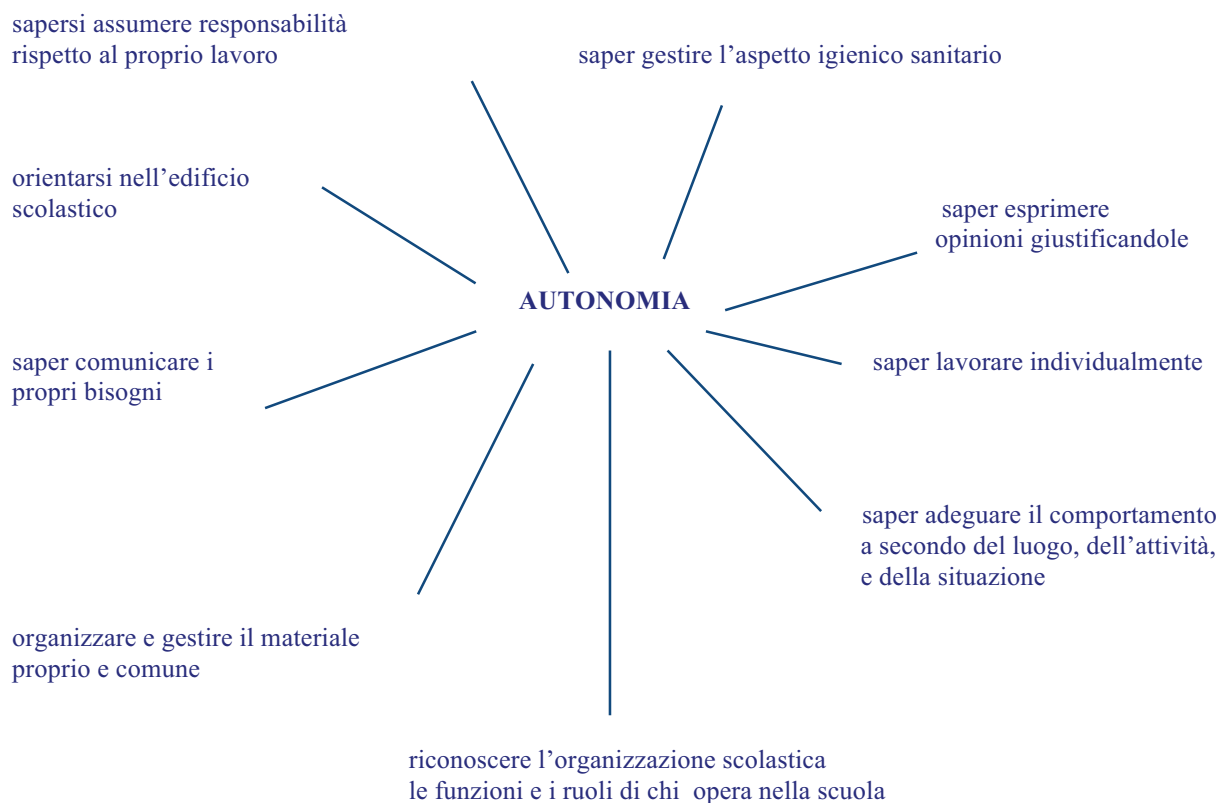 sapersi assumere responsabilità
rispetto al proprio lavoro
saper gestire l’aspetto igienico sanitario
orientarsi nell’edificio
scolastico
saper esprimere
opinioni giustificandole
AUTONOMIA
saper comunicare i
propri bisogni
saper lavorare individualmente
saper adeguare il comportamento
a secondo del luogo, dell’attività,
e della situazione
organizzare e gestire il materiale
proprio e comune
riconoscere l’organizzazione scolastica
le funzioni e i ruoli di chi opera nella scuola